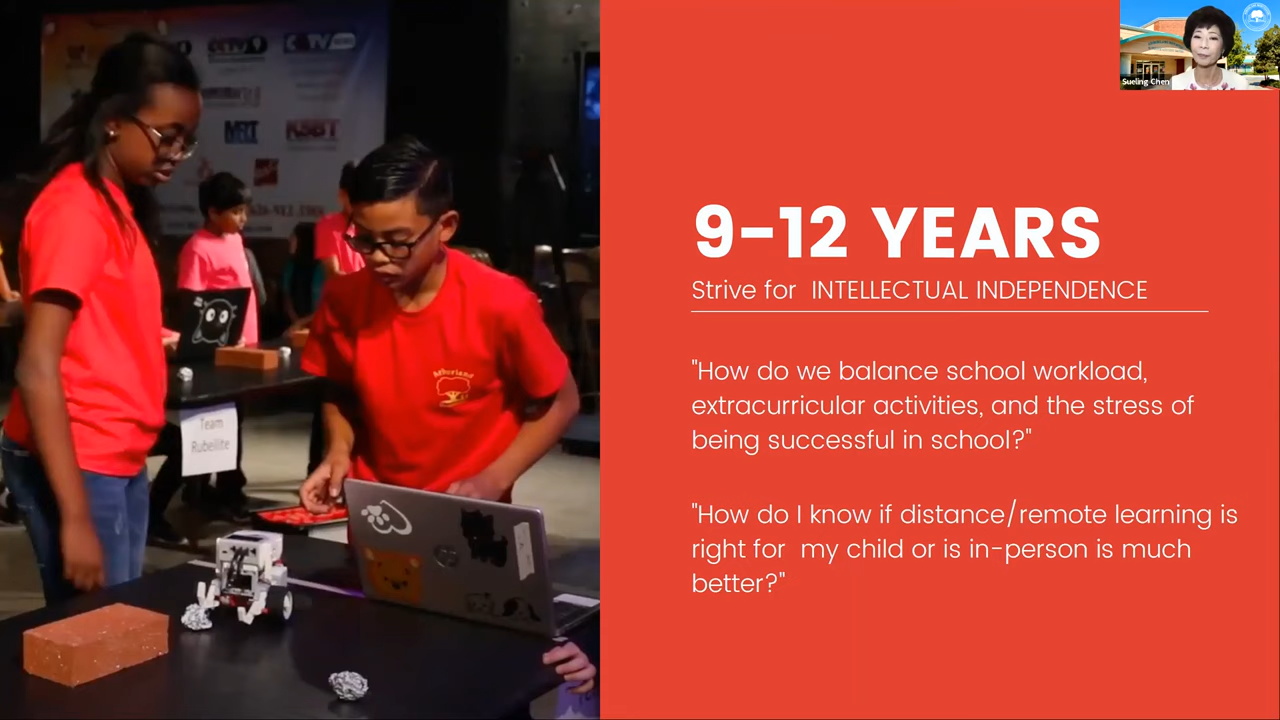 Sueling Chen
9-12 YEARS
Strive for INTELLECTUAL INDEPENDENCE
"How do we balance school workload,
extracurricular activities, and the stress of
being successful in school?"
"How do I know if distance/remote learning is
right for my child or is in-person is much
better?"
Team
Rubellite